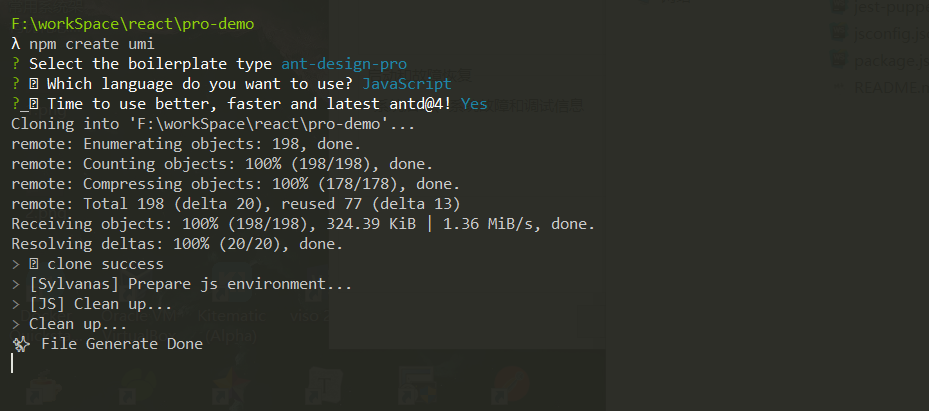 F:\workSpace\react\pro-demo
λ npm create umi
? Select the boilerplate type ant-design-pro
? Which language do you want to use? JavaScript
? Time to use better, faster and latest antd@4! Yes
Cloning into 'F:\workSpace\react\pro-demo'...
remote: Enumerating objects: 198, done.
remote: Counting objects: 100% (198/198), done.
remote: Compressing objects: 100% (178/178), done.
remote: Total 198 (delta 20), reused 77 (delta 13)
Receiving objects: 100% (198/198), 324.39 KiB | 1.36 MiB/s, done.
Resolving deltas: 100% (20/20), done.
> clone success
> [Sylvanas] Prepare js environment...
> [JS] Clean up...
> Clean up...
✨ File Generate Done
jsconfig.js
package.js
README.m